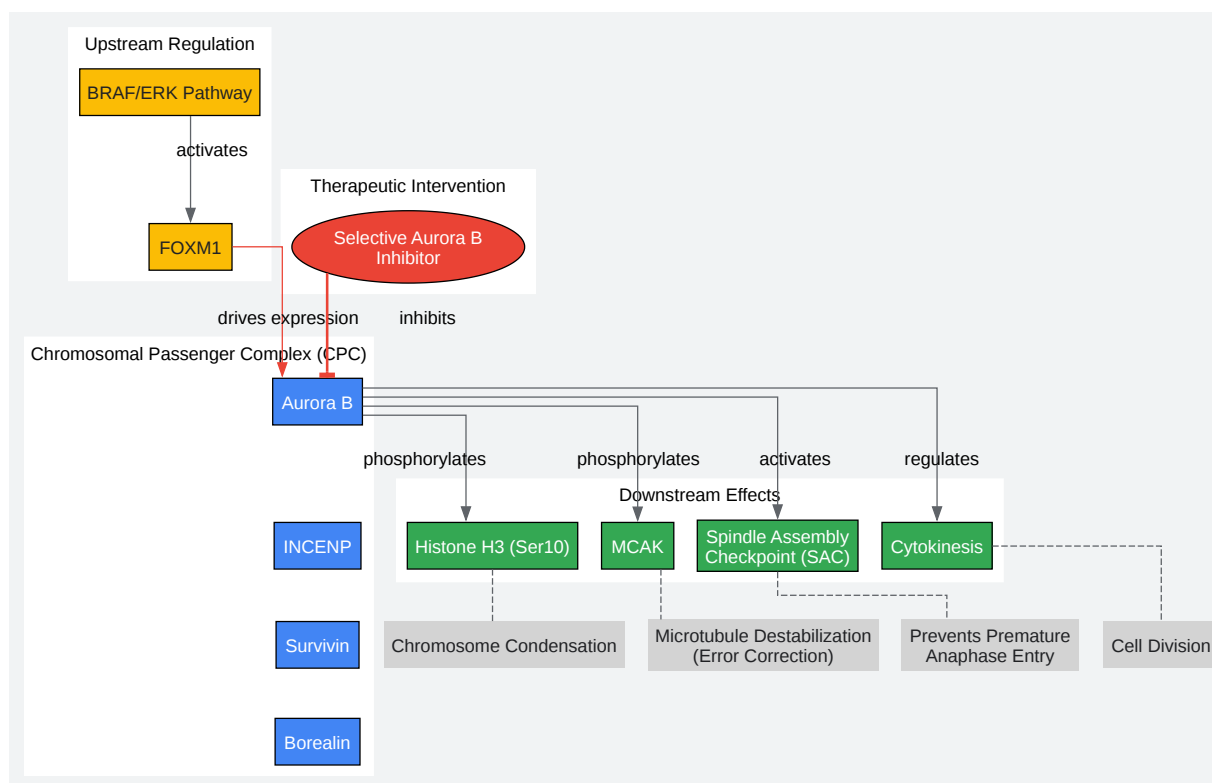 Upstream Regulation
BRAF/ERK Pathway
activates
Therapeutic Intervention
FOXM1
Selective Aurora B
Inhibitor
drives expression
inhibits
Chromosomal Passenger Complex (CPC)
Aurora B
phosphorylates
phosphorylates
activates
regulates
Downstream Effects
INCENP
Histone H3 (Ser10)
MCAK
Spindle Assembly
Checkpoint (SAC)
Cytokinesis
Survivin
Chromosome Condensation
Microtubule Destabilization
(Error Correction)
Prevents Premature
Anaphase Entry
Cell Division
Borealin